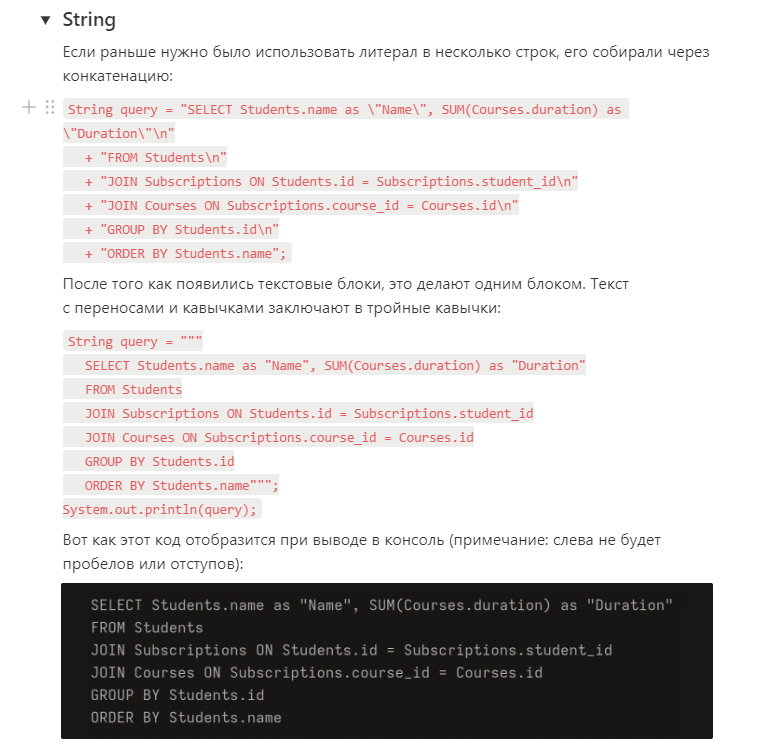 String
Если раньше нужно было использовать литерал в несколько строк, его собирали через
конкатенацию:
String query = "SELECT Students.name as \"Name\", SUM(Courses.duration) as
\"Duration\"\n"
+ "FROM Students\n"
+ "JOIN Subscriptions ON Students.id = Subscriptions.student_id\n"
+ "JOIN Courses ON Subscriptions.course_id = Courses.id\n"
+ "GROUP BY Students.id\n"
+ "ORDER BY Students.name";
После того как появились текстовые блоки, это делают одним блоком. Текст
с переносами и кавычками заключают в тройные кавычки:
String query = """
SELECT Students.name as "Name", SUM(Courses.duration) as "Duration"
FROM Students
JOIN Subscriptions ON Students.id = Subscriptions.student_id
JOIN Courses ON Subscriptions.course_id = Courses.id
GROUP BY Students.id
ORDER BY Students.name""";
System.out.println(query);
Вот как этот код отобразится при выводе в консоль (примечание: слева не будет
пробелов или отступов):
SELECT Students.name as "Name", SUM(Courses.duration) as "Duration"
FROM Students
JOIN Subscriptions ON Students.id = Subscriptions.student_id
JOIN Courses ON Subscriptions.course_id = Courses.id
GROUP BY Students.id
ORDER BY Students.name